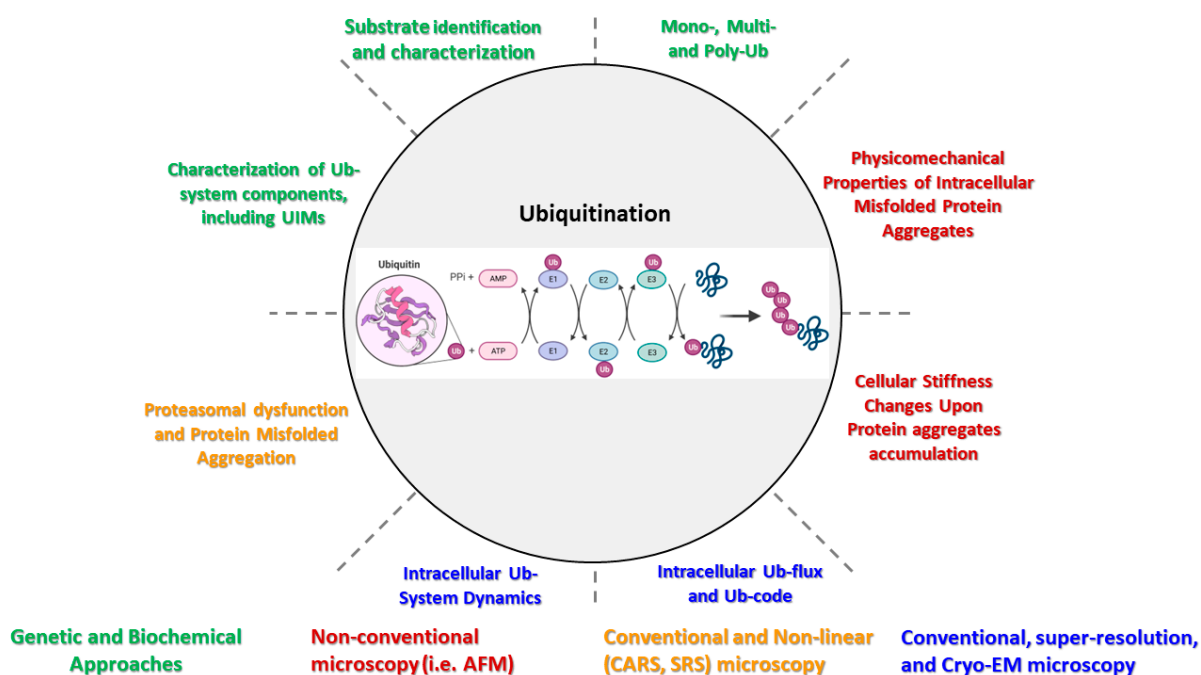 Substrate identification
and characterization
Mono-, Multi-
and Poly-Ub
Characterization of Ub-
system components,
including UIMs
Physicomechanical
Properties of Intracellular
Misfolded Protein
Aggregates
Ubiquitination
Ubiquitin
PPi +
AMP
Ub
E1
E2
Ub
E3
Ub
+
ATP
E1
E2
Ub
E3
Ub
Ub
Ub
Ub
Ub
Proteasomal dysfunction
and Protein Misfolded
Aggregation
Cellular Stiffness
Changes Upon
Protein aggregates
accumulation
Intracellular Ub-
System Dynamics
Intracellular Ub-flux
and Ub-code
Genetic and Biochemical
Approaches
Non-conventional
microscopy (i.e. AFM)
Conventional and Non-linear
(CARS, SRS) microscopy
Conventional, super-resolution,
and Cryo-EM microscopy